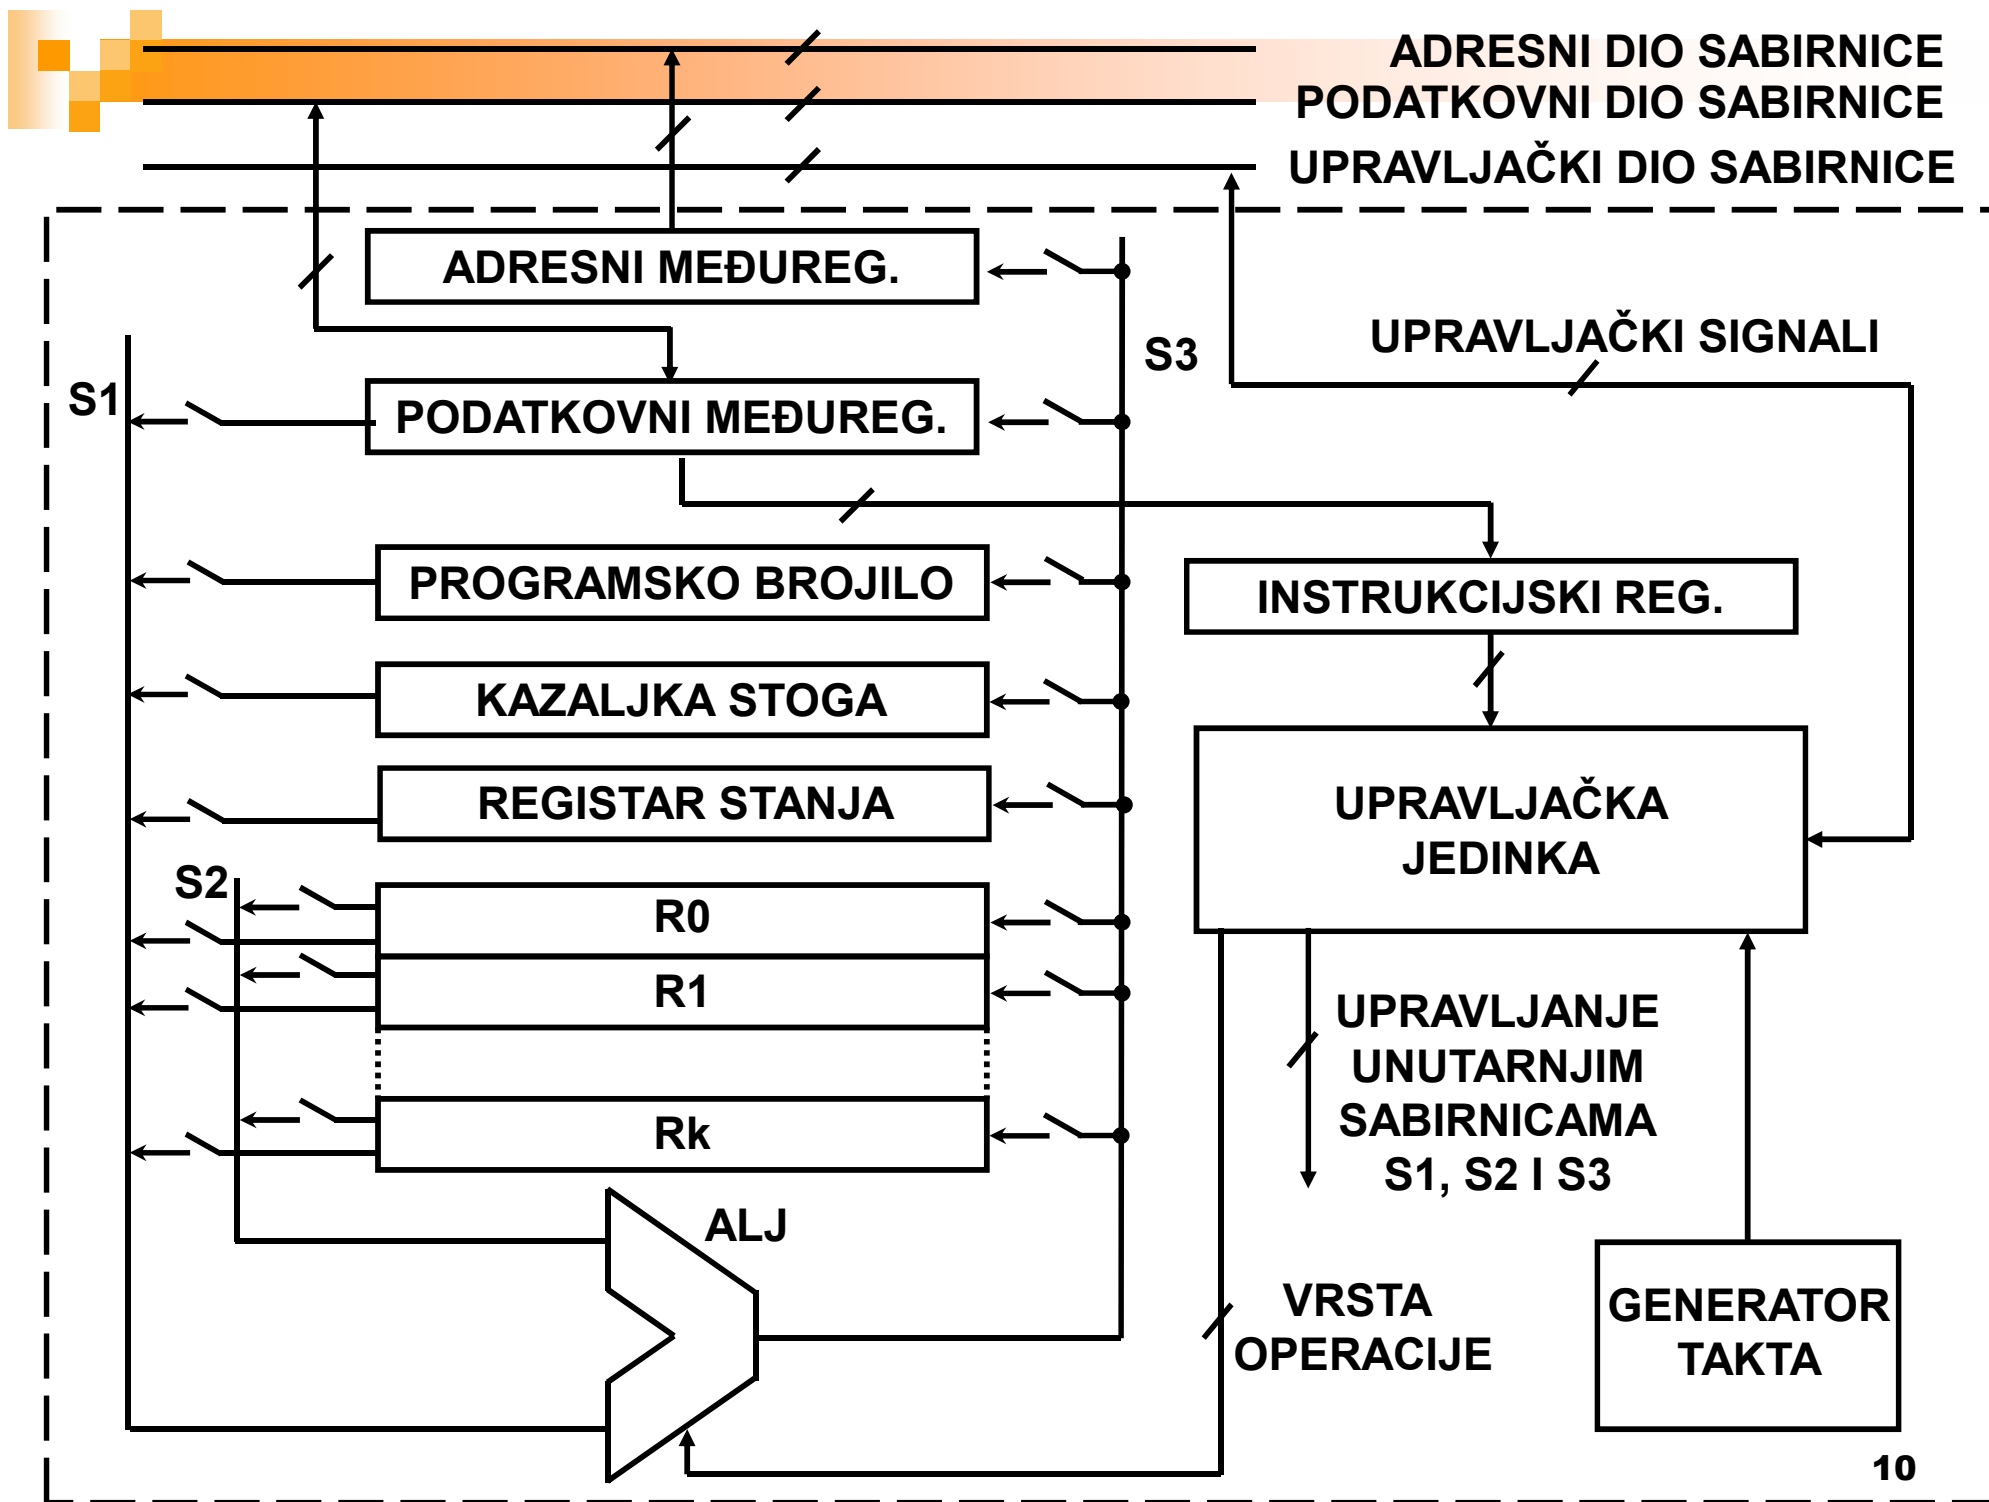 ADRESNI DIO SABIRNICE
PODATKOVNI DIO SABIRNICE
UPRAVLJAČKI DIO SABIRNICE
ADRESNI MEĐUREG.
UPRAVLJAČKI SIGNALI
S3
S1
PODATKOVNI MEĐUREG.
PROGRAMSKO BROJILO
INSTRUKCIJSKI REG.
KAZALJKA STOGA
REGISTAR STANJA
UPRAVLJAČKA
JEDINKA
S2
R0
R1
Rk
UPRAVLJANJE
UNUTARNJIM
SABIRNICAMA
S1, S2 I S3
ALJ
VRSTA
OPERACIJE
GENERATOR
TAKTA
10